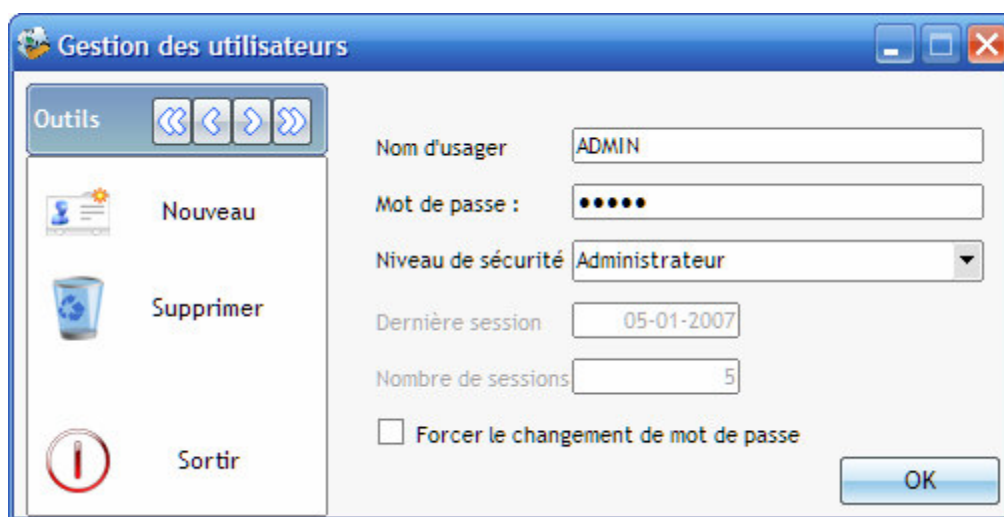 Gestion des utilisateurs
Outils
Nouveau
Supprimer
Sortir
Nom d'usager ADMIN
Mot de passe : •••••
Niveau de sécurité Administrateur
Dernière session 05-01-2007
Nombre de sessions 5
Forcer le changement de mot de passe
OK